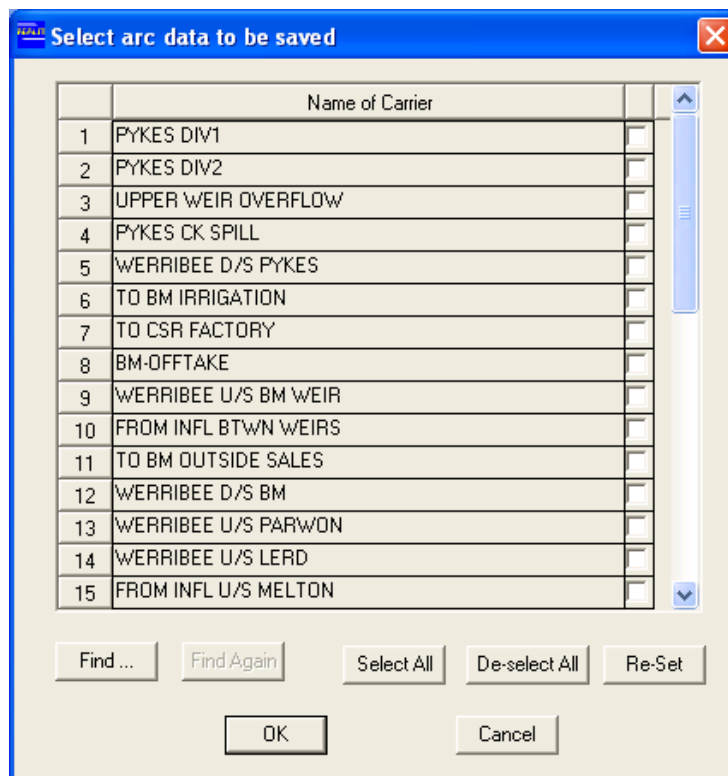 Select arc data to be saved
Name of Carrier
1 PYKES DIV1
2 PYKES DIV2
3 UPPER WEIR OVERFLOW
4 PYKES CK SPILL
5 WERRIBEE D/S PYKES
6 TO BM IRRIGATION
7 TO CSR FACTORY
8 BM-OFFTAKE
9 WERRIBEE U/S BM WEIR
10 FROM INFL BTWN WEIRS
11 TO BM OUTSIDE SALES
12 WERRIBEE D/S BM
13 WERRIBEE U/S PARWON
14 WERRIBEE U/S LERD
15 FROM INFL U/S MELTON
Find ... Find Again Select All De-select All Re-Set
OK Cancel